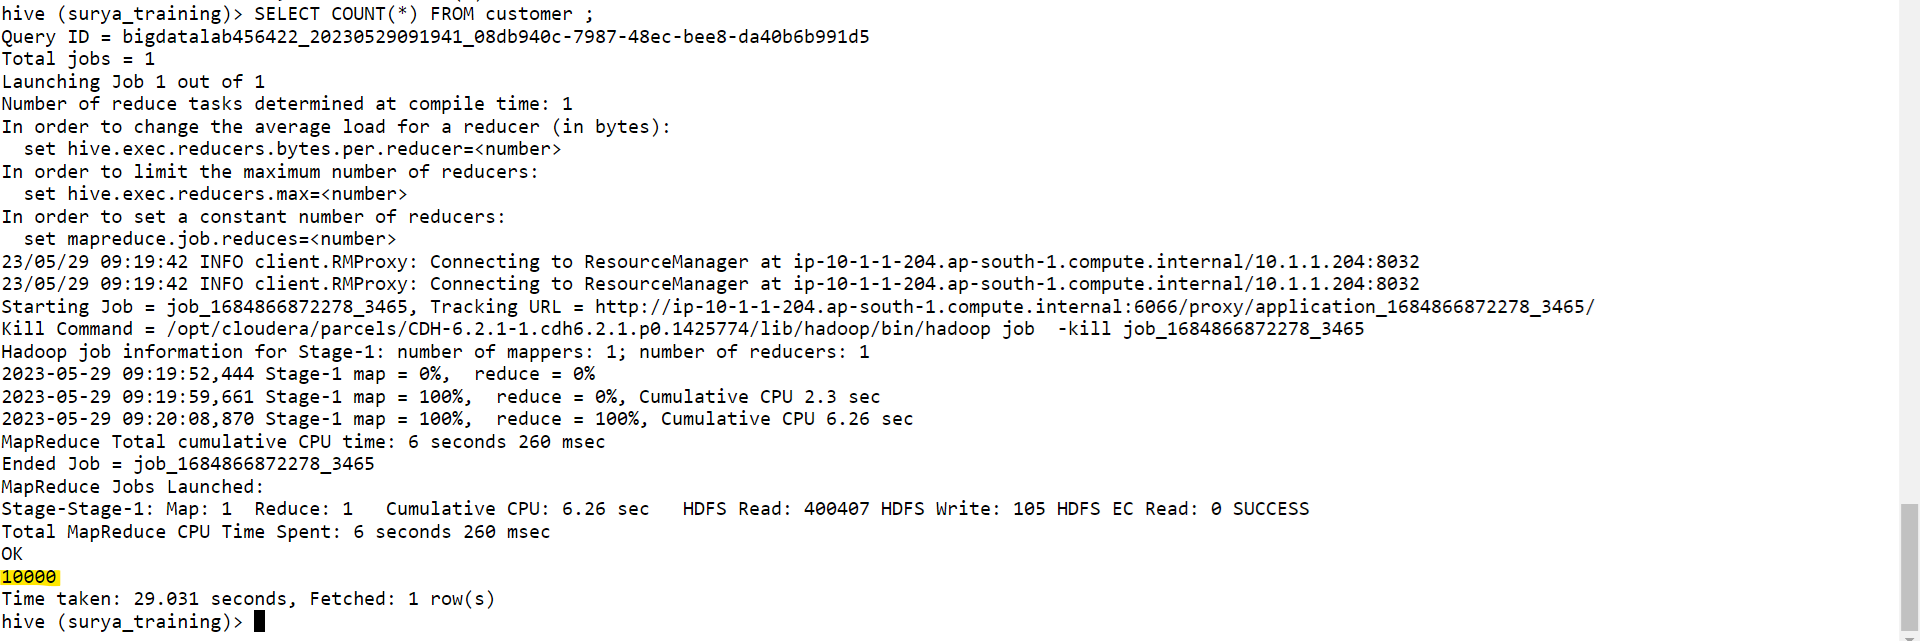 hive (surya_training)> SELECT COUNT(*) FROM customer ;
Query ID = bigdatalab456422_20230529091941_08db940c-7987-48ec-bee8-da40b6b991d5
Total jobs = 1
Launching Job 1 out of 1
Number of reduce tasks determined at compile time: 1
In order to change the average load for a reducer (in bytes):
  set hive.exec.reducers.bytes.per.reducer=<number>
In order to limit the maximum number of reducers:
  set hive.exec.reducers.max=<number>
In order to set a constant number of reducers:
  set mapreduce.job.reduces=<number>
23/05/29 09:19:42 INFO client.RMProxy: Connecting to ResourceManager at ip-10-1-1-204.ap-south-1.compute.internal/10.1.1.204:8032
23/05/29 09:19:42 INFO client.RMProxy: Connecting to ResourceManager at ip-10-1-1-204.ap-south-1.compute.internal/10.1.1.204:8032
Starting Job = job_1684866872278_3465, Tracking URL = http://ip-10-1-1-204.ap-south-1.compute.internal:6066/proxy/application_1684866872278_3465/
Kill Command = /opt/cloudera/parcels/CDH-6.2.1-1.cdh6.2.1.p0.1425774/lib/hadoop/bin/hadoop job  -kill job_1684866872278_3465
Hadoop job information for Stage-1: number of mappers: 1; number of reducers: 1
2023-05-29 09:19:52,444 Stage-1 map = 0%,  reduce = 0%
2023-05-29 09:19:59,661 Stage-1 map = 100%,  reduce = 0%, Cumulative CPU 2.3 sec
2023-05-29 09:20:08,870 Stage-1 map = 100%,  reduce = 100%, Cumulative CPU 6.26 sec
MapReduce Total cumulative CPU time: 6 seconds 260 msec
Ended Job = job_1684866872278_3465
MapReduce Jobs Launched:
Stage-Stage-1: Map: 1  Reduce: 1   Cumulative CPU: 6.26 sec   HDFS Read: 400407 HDFS Write: 105 HDFS EC Read: 0 SUCCESS
Total MapReduce CPU Time Spent: 6 seconds 260 msec
OK
10000
Time taken: 29.031 seconds, Fetched: 1 row(s)
hive (surya_training)>